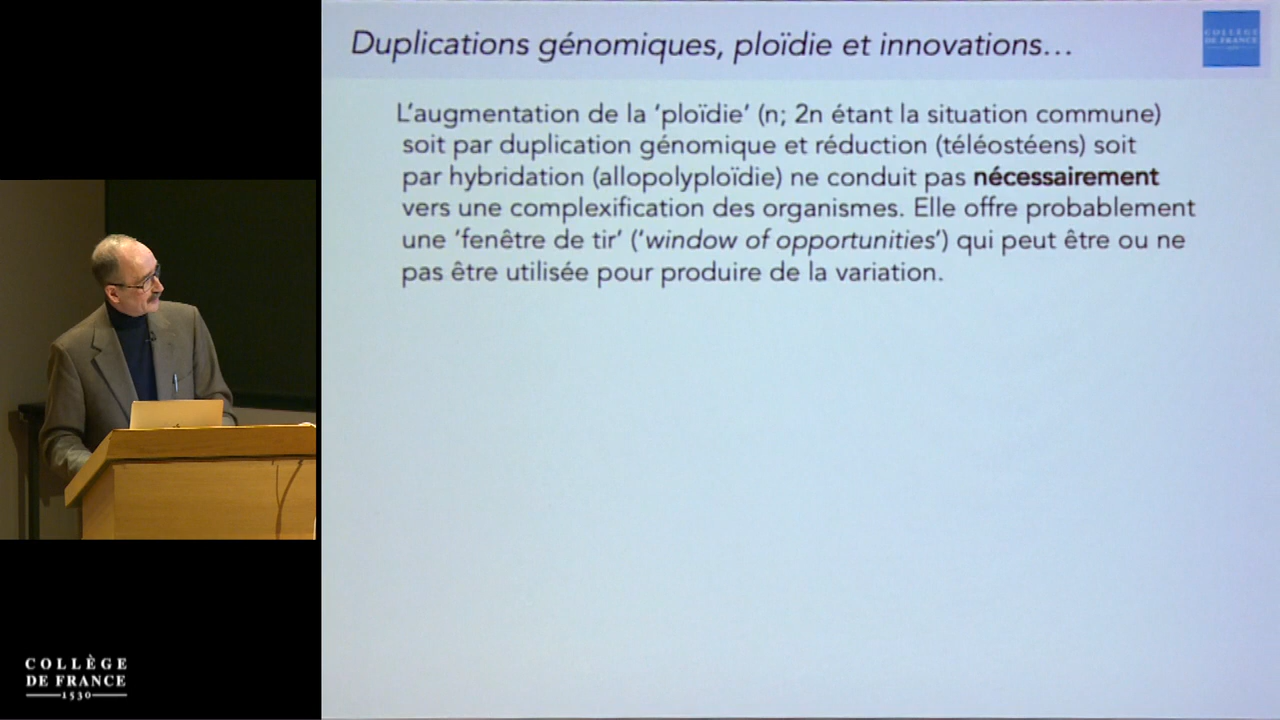 Duplications génomiques, ploïdie et innovations…
COLLÈGE
DE FRANCE
L'augmentation de la 'ploïdie' (n; 2n étant la situation commune)
soit par duplication génomique et réduction (téléostéens) soit
par hybridation (allopolyploïdie) ne conduit pas nécessairement
vers une complexification des organismes. Elle offre probablement
une 'fenêtre de tir' ('window of opportunities') qui peut être ou ne
pas être utilisée pour produire de la variation.
COLLÈGE
DE FRANCE
1530